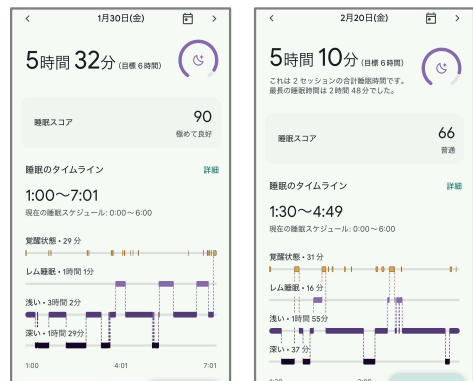 1月30日(金)
5時間 32分 (目標 6 時間)
睡眠スコア
90
極めて良好
睡眠のタイムライン
詳細
1:00〜7:01
現在の睡眠スケジュール: 0:00～6:00
覚醒状態・29 分
レム睡眠・1時間 1分
浅い・3時間 2分
深い・1時間 29分
1:00
4:01
7:01
2月20日(金)
5時間 10分 (目標 6 時間)
これは 2 セッションの合計睡眠時間です。
最長の睡眠時間は 2時間 48分でした。
睡眠スコア
66
普通
睡眠のタイムライン
詳細
1:30〜4:49
現在の睡眠スケジュール: 0:00～6:00
覚醒状態・31 分
レム睡眠・16 分
浅い・1時間 55分
深い・37 分